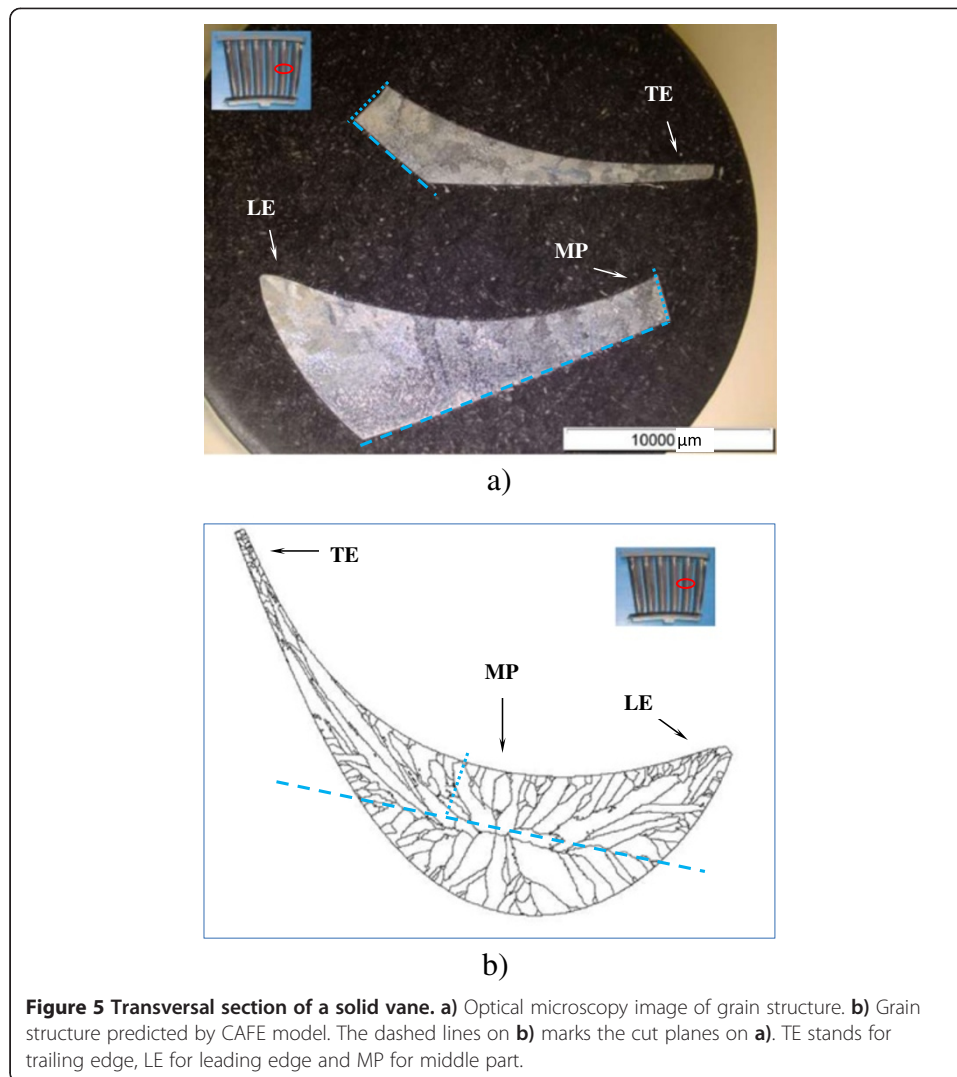 TE
LE
MP
10000 µm
a)
TE
MP
LE
b)
Figure 5 Transversal section of a solid vane. a) Optical microscopy image of grain structure. b) Grain
structure predicted by CAFE model. The dashed lines on b) marks the cut planes on a). TE stands for
trailing edge, LE for leading edge and MP for middle part.